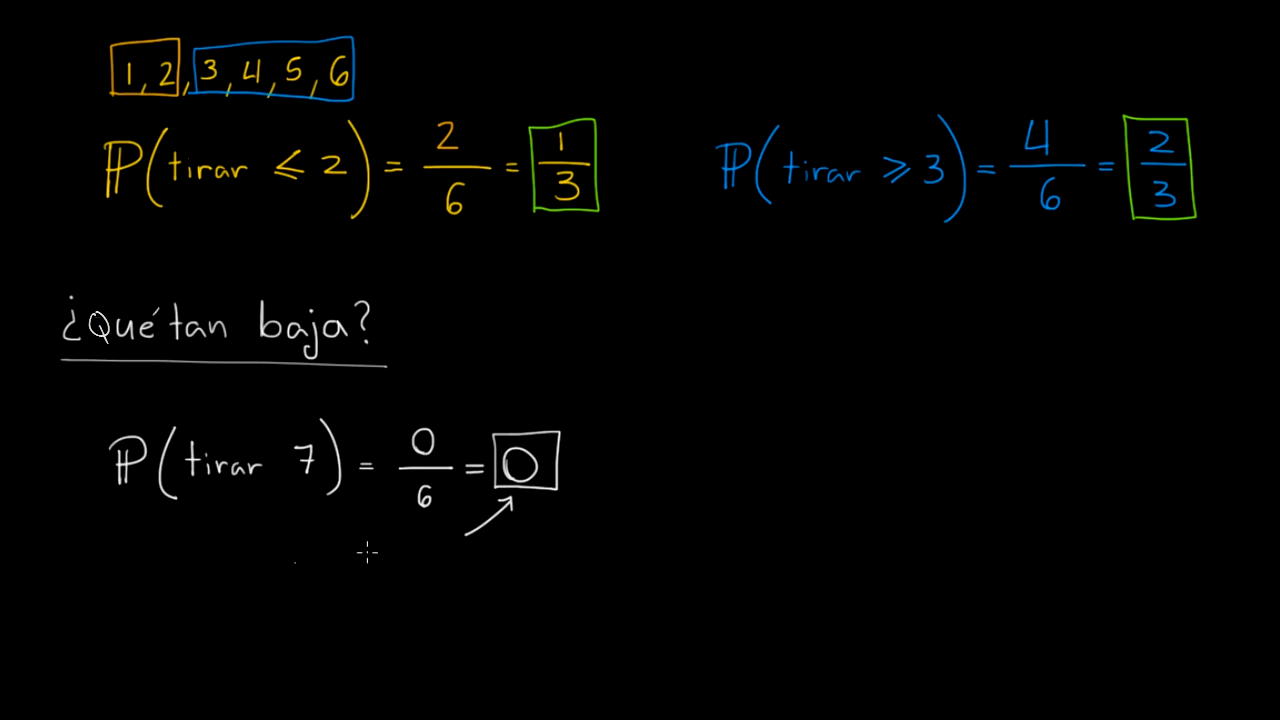 1, 2, 3, 4, 5, 6
ℙ(tirar ≤ 2) = 2/6 = 1/3
ℙ(tirar ≥ 3) = 4/6 = 2/3
¿Qué tan baja?
ℙ(tirar 7) = 0/6 = 0